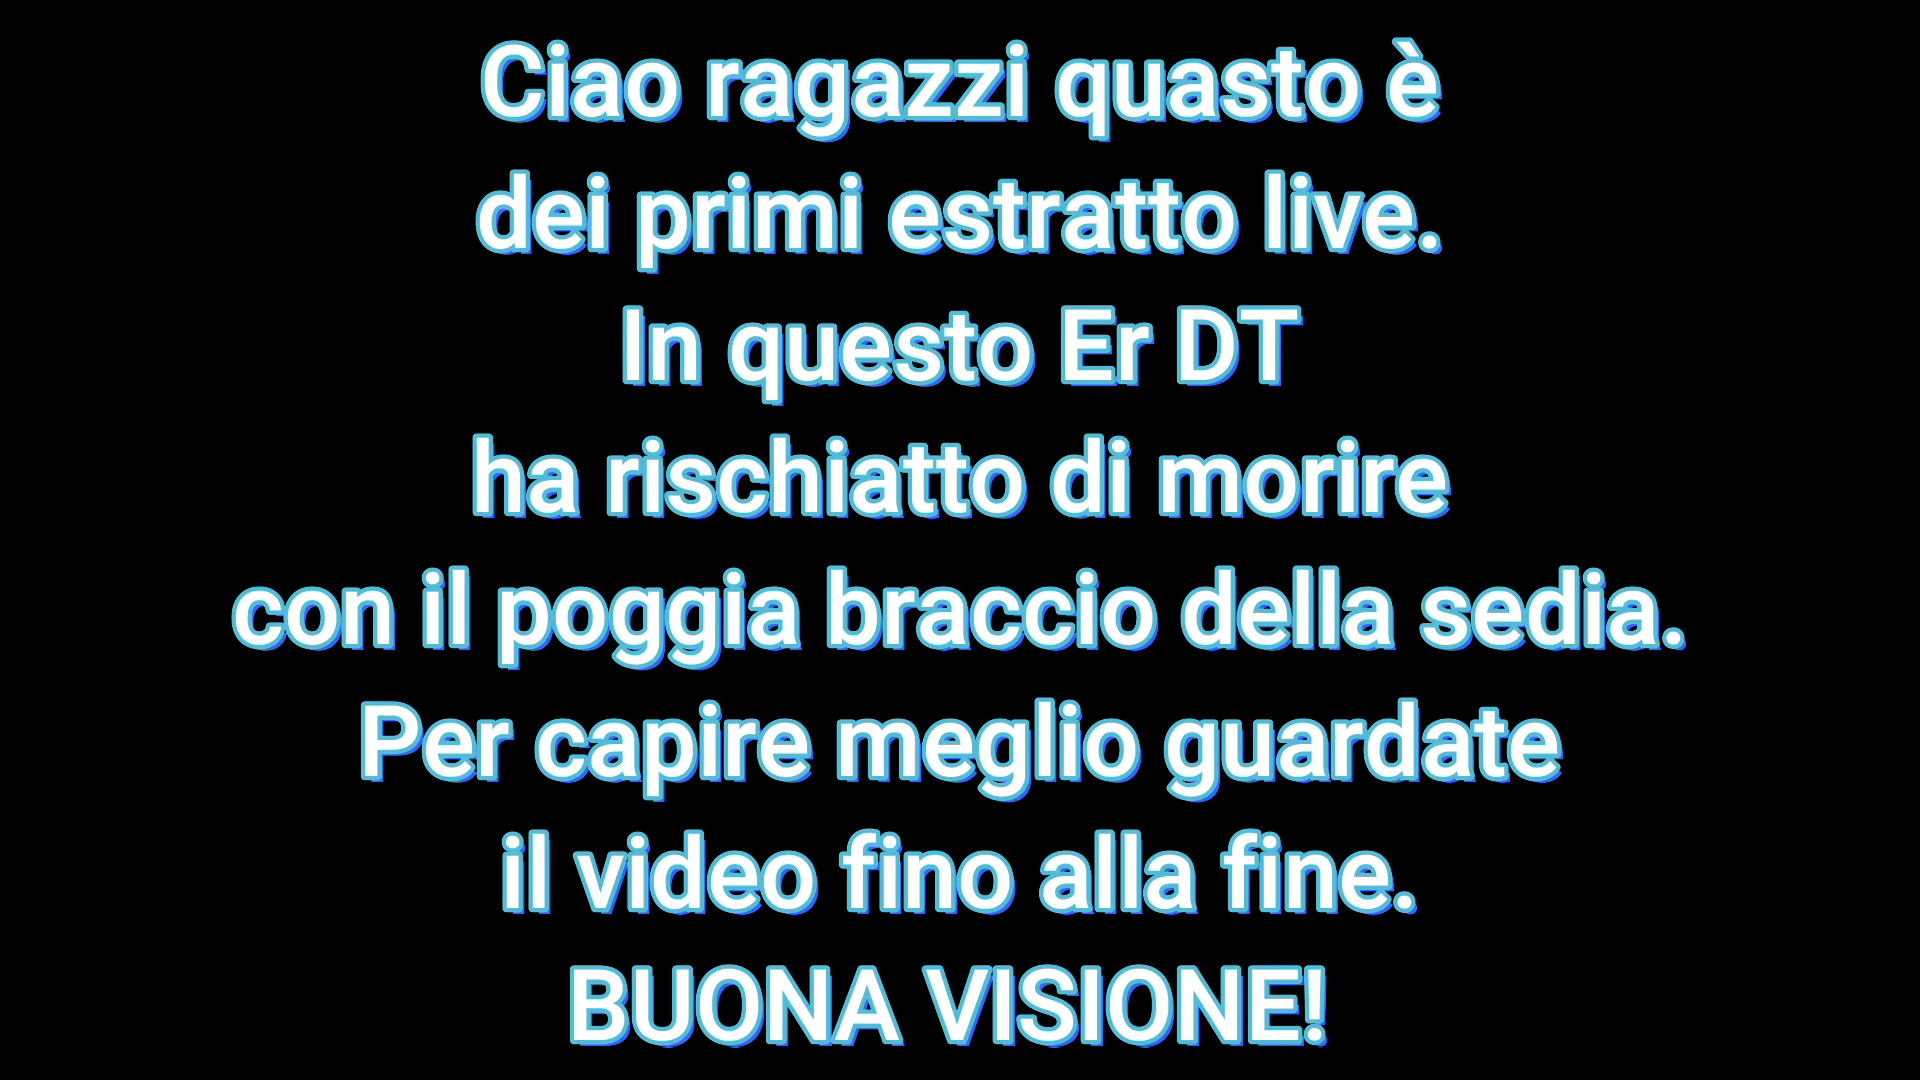 Ciao ragazzi quasto è
dei primi estratto live.
In questo Er DT
ha rischiatto di morire
con il poggia braccio della sedia.
Per capire meglio guardate
il video fino alla fine.
BUONA VISIONE!